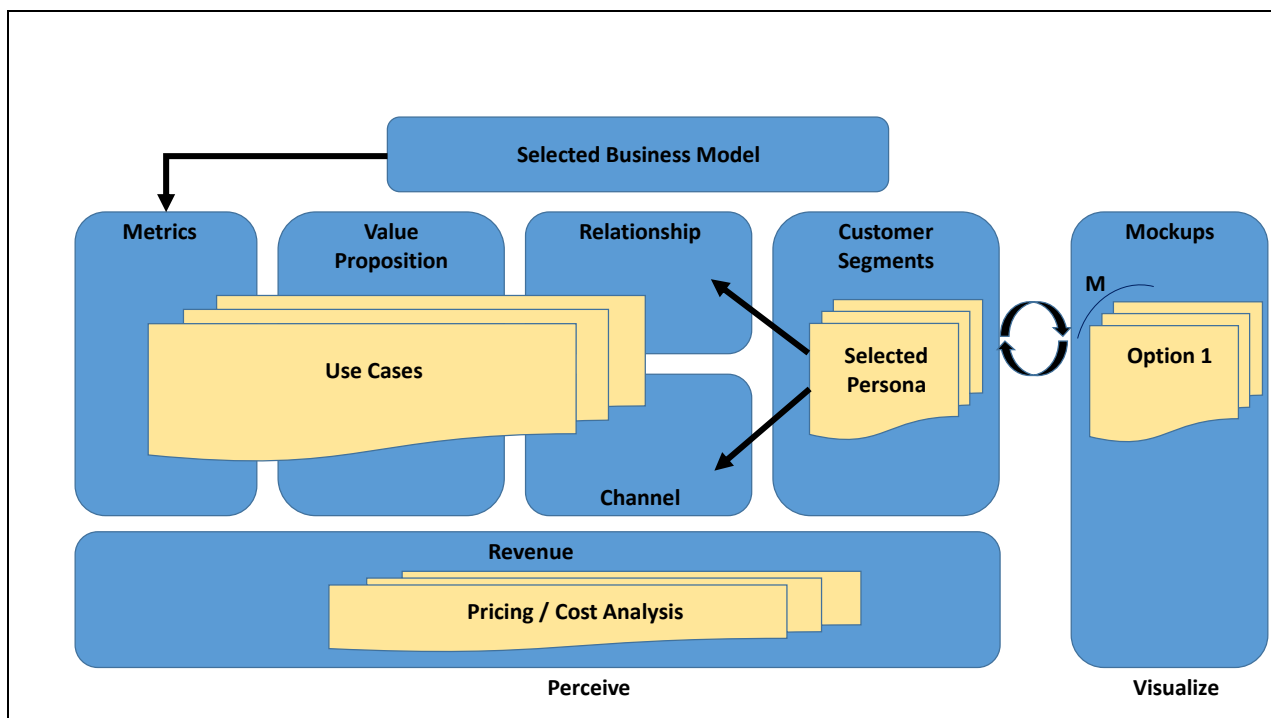 Selected Business Model
Metrics
Value
Proposition
Relationship
Customer
Segments
Mockups
M
Use Cases
Selected
Persona
Option 1
Channel
Revenue
Pricing / Cost Analysis
Perceive
Visualize